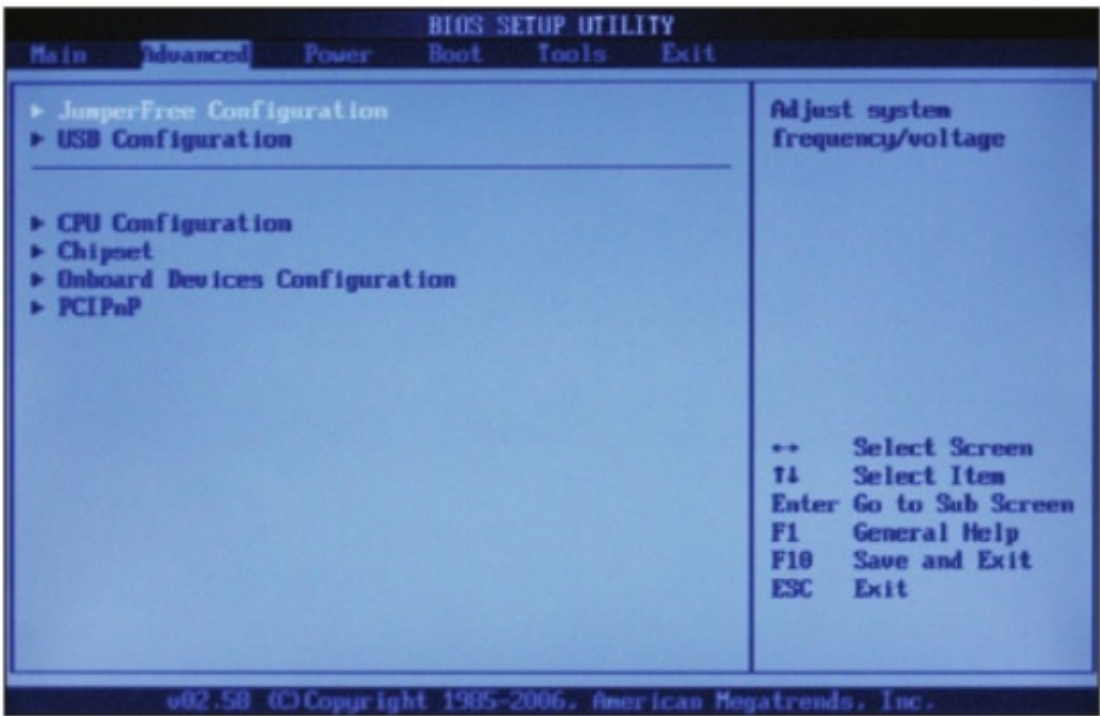 BIOS SETUP UTILITY
Main Advanced Power Boot Tools Exit
► JumperFree Configuration
► USB Configuration
► CPU Configuration
► Chipset
► Onboard Devices Configuration
► PCIPnP
Adjust system
frequency/voltage
↔ Select Screen
↑↓ Select Item
Enter Go to Sub Screen
F1 General Help
F10 Save and Exit
ESC Exit
v02.58 (C)Copyright 1985-2006, American Megatrends, Inc.